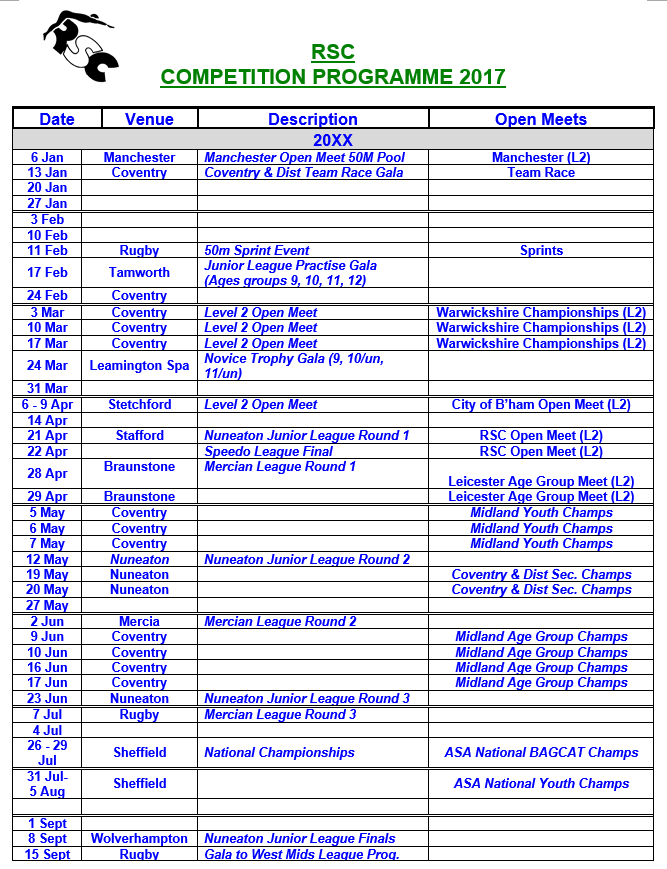 RSC
RSC
COMPETITION PROGRAMME 2017
Date Venue Description Open Meets
20XX
6 Jan Manchester Manchester Open Meet 50M Pool Manchester (L2)
13 Jan Coventry Coventry & Dist Team Race Gala Team Race
20 Jan
27 Jan
3 Feb
10 Feb
11 Feb Rugby 50m Sprint Event Sprints
17 Feb Tamworth Junior League Practise Gala
(Ages groups 9, 10, 11, 12)
24 Feb Coventry
3 Mar Coventry Level 2 Open Meet Warwickshire Championships (L2)
10 Mar Coventry Level 2 Open Meet Warwickshire Championships (L2)
17 Mar Coventry Level 2 Open Meet Warwickshire Championships (L2)
24 Mar Leamington Spa Novice Trophy Gala (9, 10/un,
11/un)
31 Mar
6 - 9 Apr Stetchford Level 2 Open Meet City of B'ham Open Meet (L2)
14 Apr
21 Apr Stafford Nuneaton Junior League Round 1 RSC Open Meet (L2)
22 Apr Speedo League Final RSC Open Meet (L2)
28 Apr Braunstone Mercian League Round 1 Leicester Age Group Meet (L2)
29 Apr Braunstone Leicester Age Group Meet (L2)
5 May Coventry Midland Youth Champs
6 May Coventry Midland Youth Champs
7 May Coventry Midland Youth Champs
12 May Nuneaton Nuneaton Junior League Round 2
19 May Nuneaton Coventry & Dist Sec. Champs
20 May Nuneaton Coventry & Dist Sec. Champs
27 May
2 Jun Mercia Mercian League Round 2
9 Jun Coventry Midland Age Group Champs
10 Jun Coventry Midland Age Group Champs
16 Jun Coventry Midland Age Group Champs
17 Jun Coventry Midland Age Group Champs
23 Jun Nuneaton Nuneaton Junior League Round 3
7 Jul Rugby Mercian League Round 3
4 Jul
26 - 29
Jul Sheffield National Championships ASA National BAGCAT Champs
31 Jul-
5 Aug Sheffield ASA National Youth Champs
1 Sept
8 Sept Wolverhampton Nuneaton Junior League Finals
15 Sept Rugby Gala to West Mids League Prog.